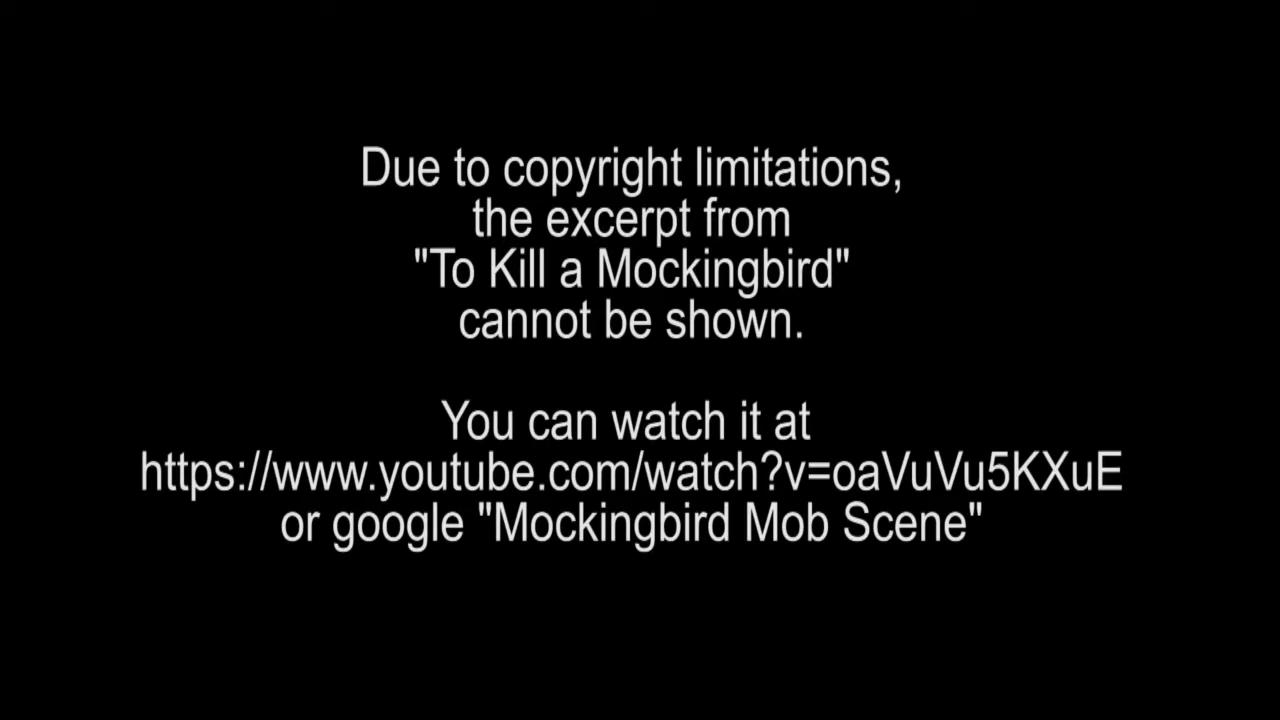 Due to copyright limitations,
the excerpt from
"To Kill a Mockingbird"
cannot be shown.
You can watch it at
https://www.youtube.com/watch?v=oaVuVu5KXuE
or google "Mockingbird Mob Scene"